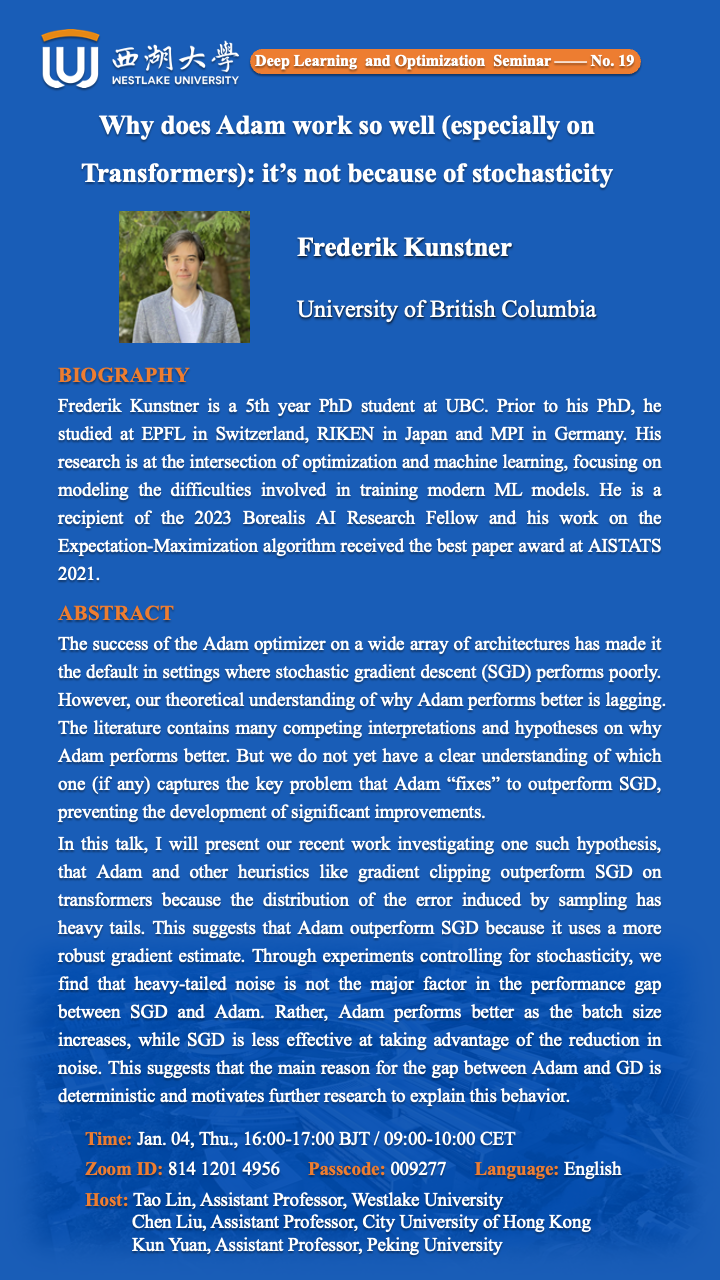 西湖大學
WESTLAKE UNIVERSITY
Deep Learning and Optimization Seminar —— No. 19
Why does Adam work so well (especially on
Transformers): it’s not because of stochasticity
Frederik Kunstner
University of British Columbia
BIOGRAPHY
Frederik Kunstner is a 5th year PhD student at UBC. Prior to his PhD, he
studied at EPFL in Switzerland, RIKEN in Japan and MPI in Germany. His
research is at the intersection of optimization and machine learning, focusing on
modeling the difficulties involved in training modern ML models. He is a
recipient of the 2023 Borealis AI Research Fellow and his work on the
Expectation-Maximization algorithm received the best paper award at AISTATS
2021.
ABSTRACT
The success of the Adam optimizer on a wide array of architectures has made it
the default in settings where stochastic gradient descent (SGD) performs poorly.
However, our theoretical understanding of why Adam performs better is lagging.
The literature contains many competing interpretations and hypotheses on why
Adam performs better. But we do not yet have a clear understanding of which
one (if any) captures the key problem that Adam “fixes” to outperform SGD,
preventing the development of significant improvements.
In this talk, I will present our recent work investigating one such hypothesis,
that Adam and other heuristics like gradient clipping outperform SGD on
transformers because the distribution of the error induced by sampling has
heavy tails. This suggests that Adam outperform SGD because it uses a more
robust gradient estimate. Through experiments controlling for stochasticity, we
find that heavy-tailed noise is not the major factor in the performance gap
between SGD and Adam. Rather, Adam performs better as the batch size
increases, while SGD is less effective at taking advantage of the reduction in
noise. This suggests that the main reason for the gap between Adam and GD is
deterministic and motivates further research to explain this behavior.
Time: Jan. 04, Thu., 16:00-17:00 BJT / 09:00-10:00 CET
Zoom ID: 814 1201 4956 Passcode: 009277 Language: English
Host: Tao Lin, Assistant Professor, Westlake University
Chen Liu, Assistant Professor, City University of Hong Kong
Kun Yuan, Assistant Professor, Peking University